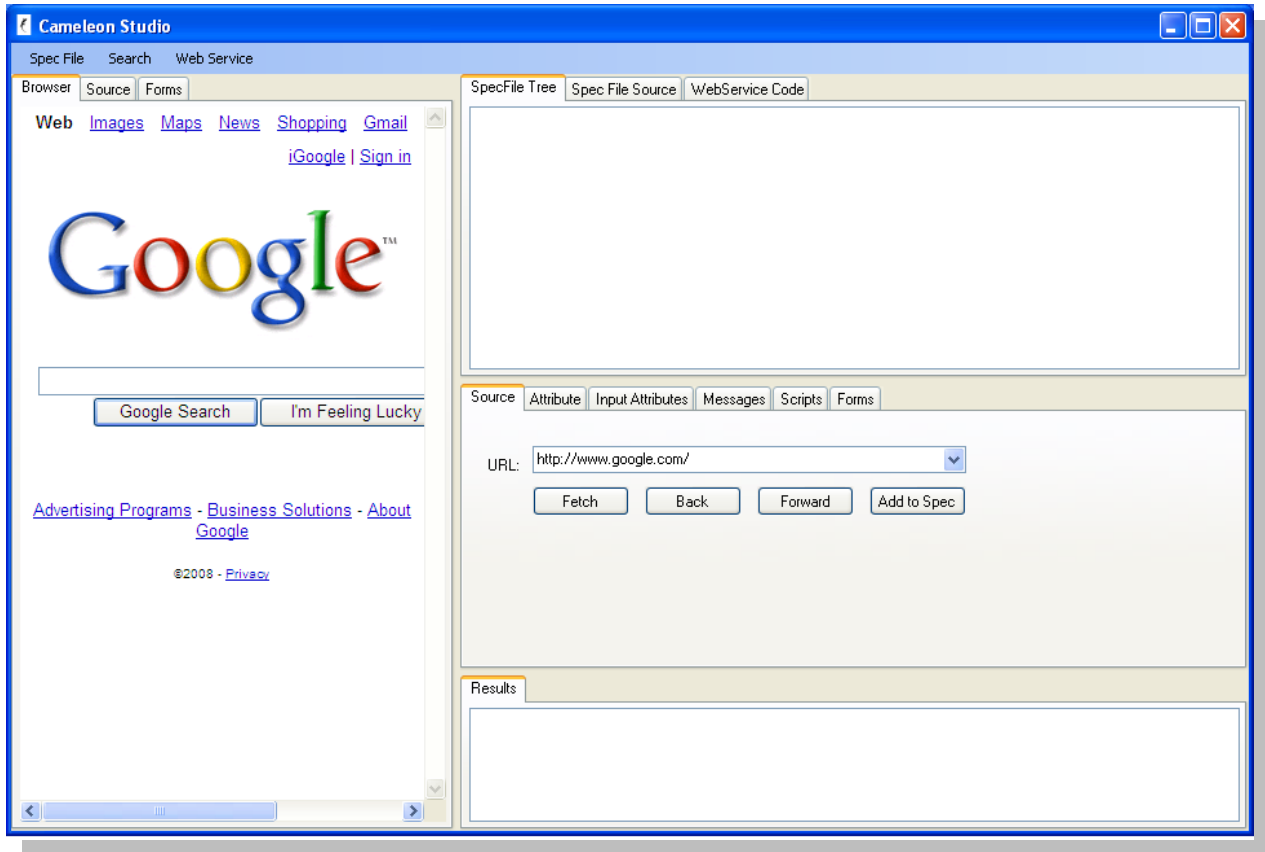 Cameleon Studio
Spec File Search Web Service
Browser Source Forms
Web Images Maps News Shopping Gmail
iGoogle | Sign in
Google™
Google Search I'm Feeling Lucky
Advertising Programs - Business Solutions - About
Google
©2008 - Privacy
SpecFile Tree Spec File Source WebService Code
Source Attribute Input Attributes Messages Scripts Forms
URL: http://www.google.com/
Fetch Back Forward Add to Spec
Results